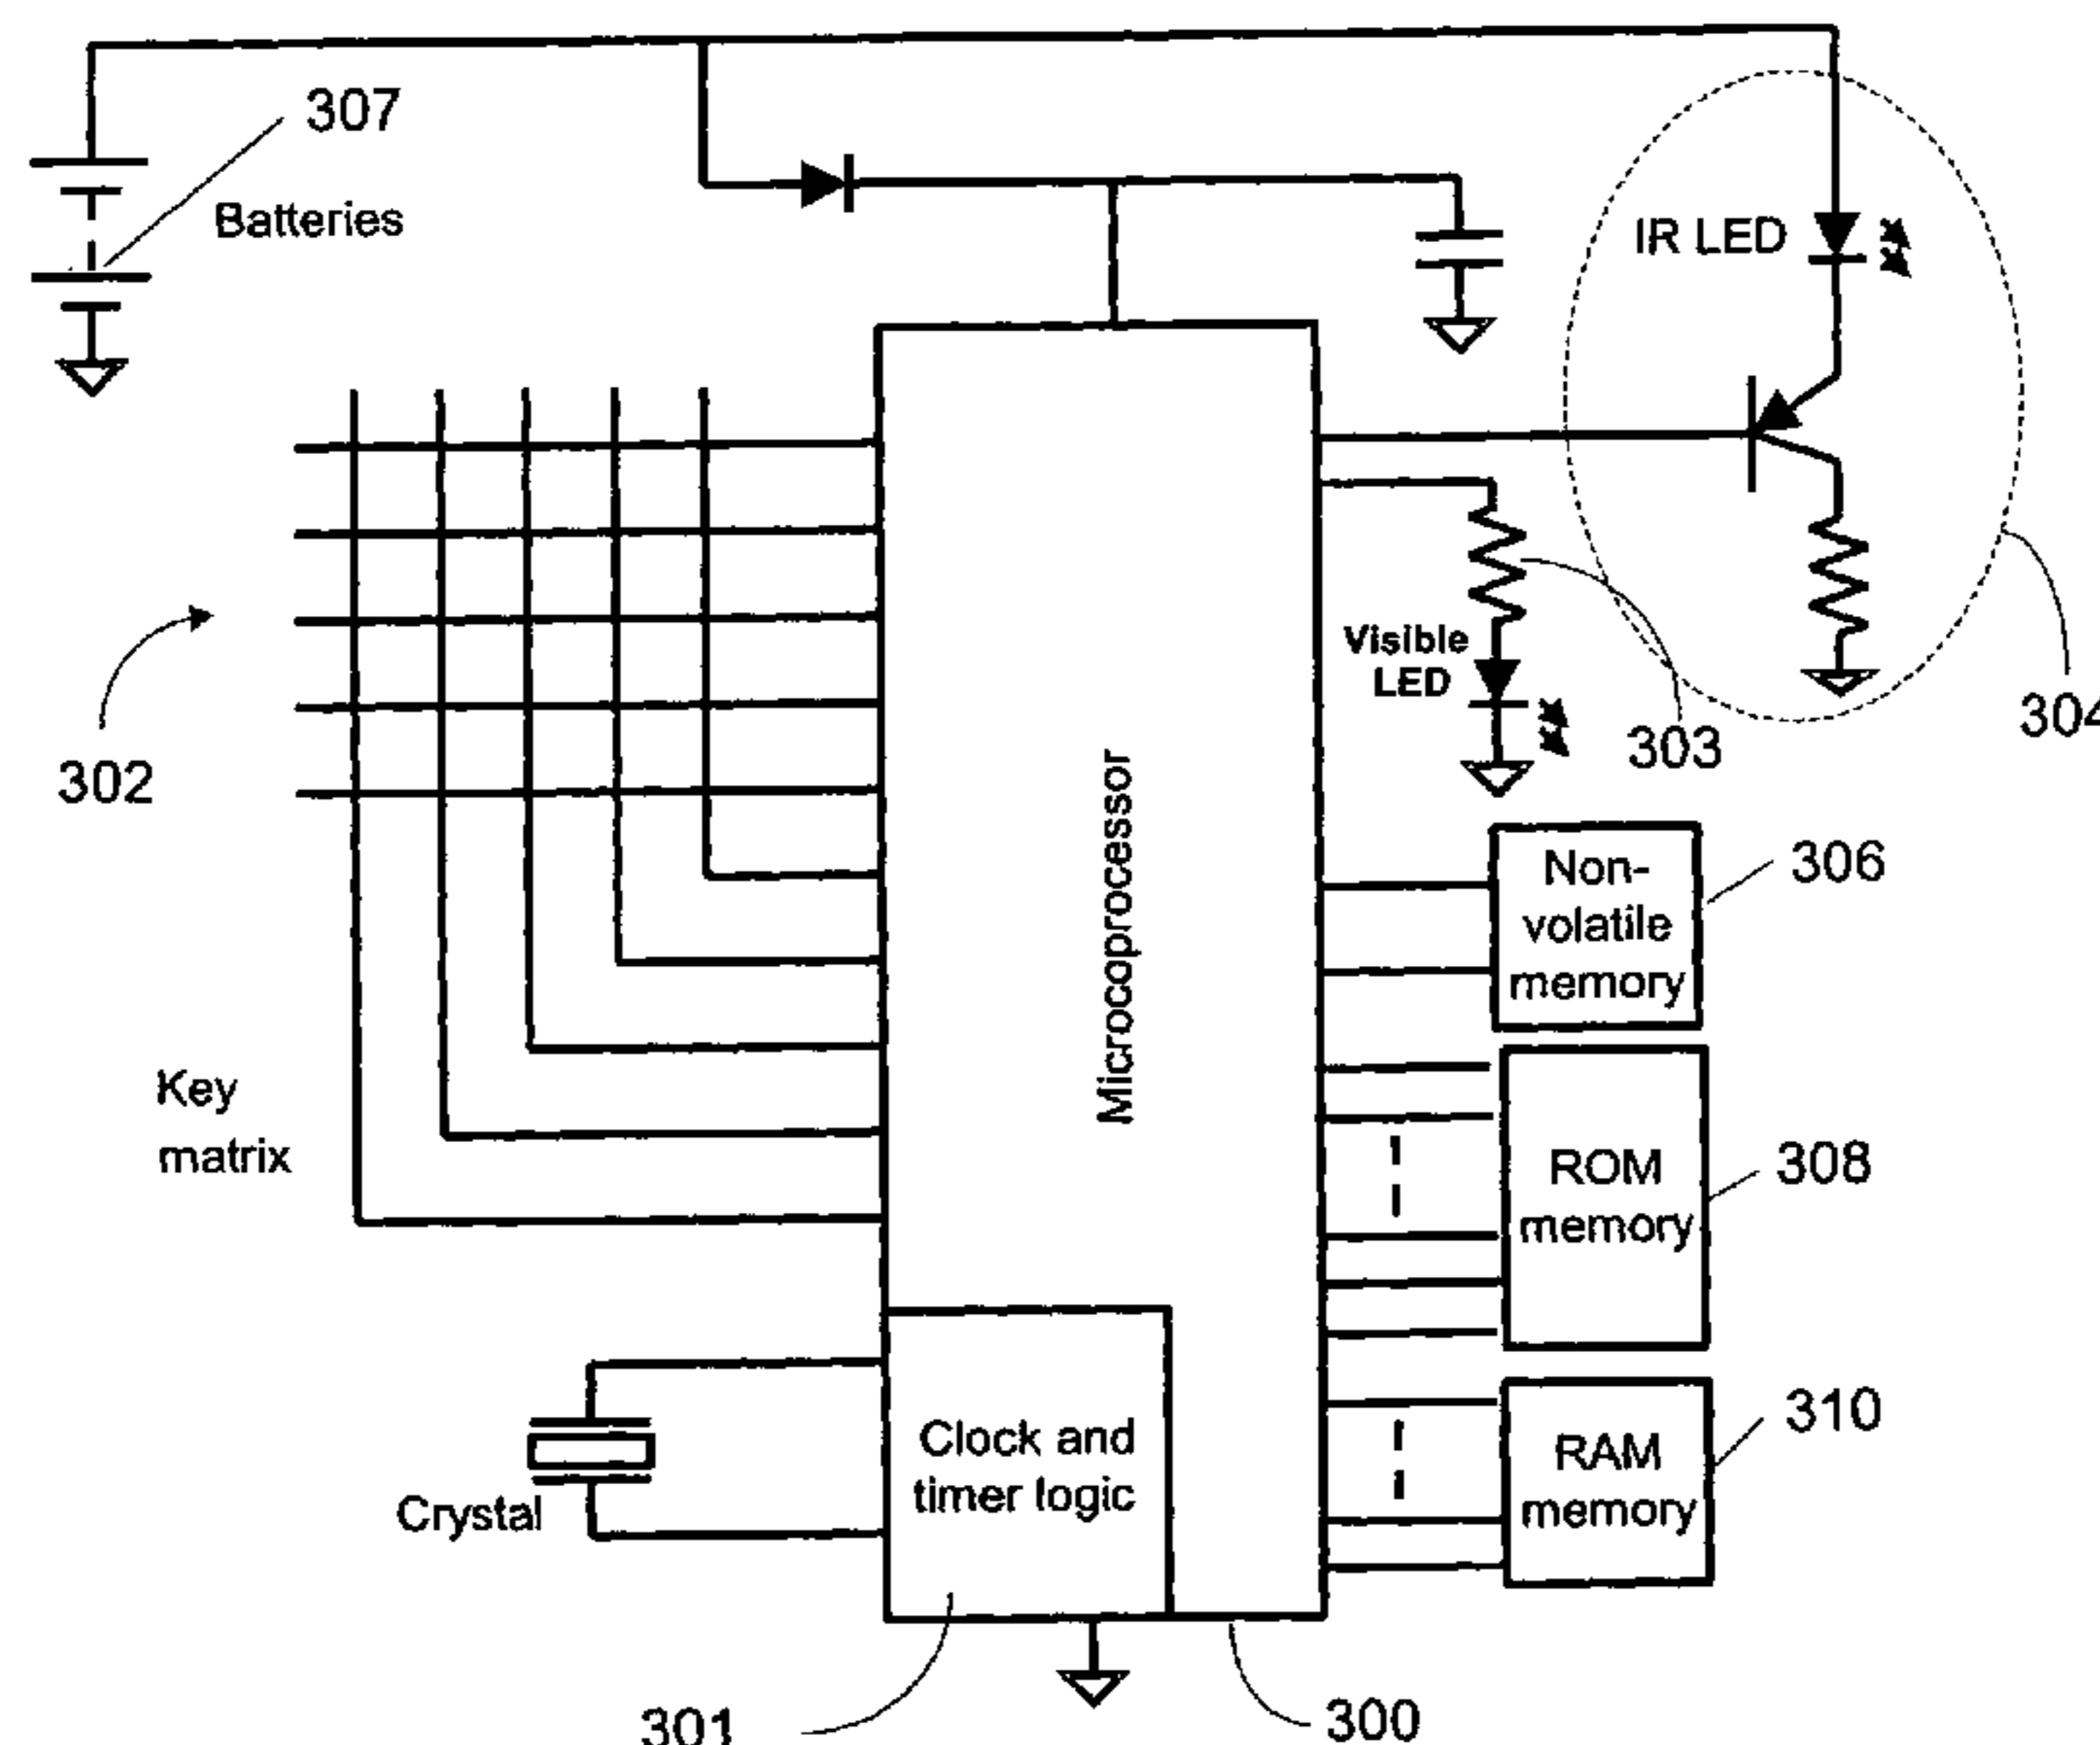 307
Batteries
IR LED
Visible
LED
303
304
302
Microcoprocessor
Non-
volatile
memory
306
Key
matrix
ROM
memory
308
Clock and
timer logic
Crystal
RAM
memory
310
301
300